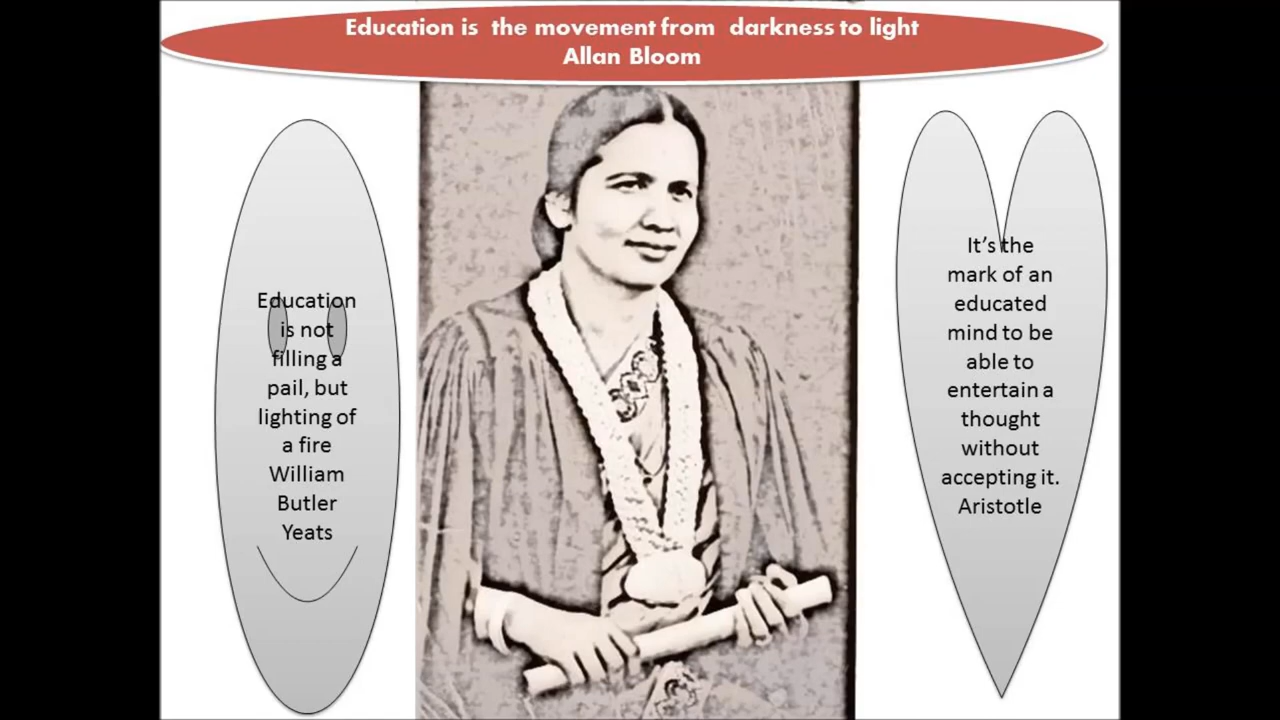 Education is the movement from darkness to light
Allan Bloom
Education
is not
filling a
pail, but
lighting of
a fire
William
Butler
Yeats
It's the
mark of an
educated
mind to be
able to
entertain a
thought
without
accepting it.
Aristotle